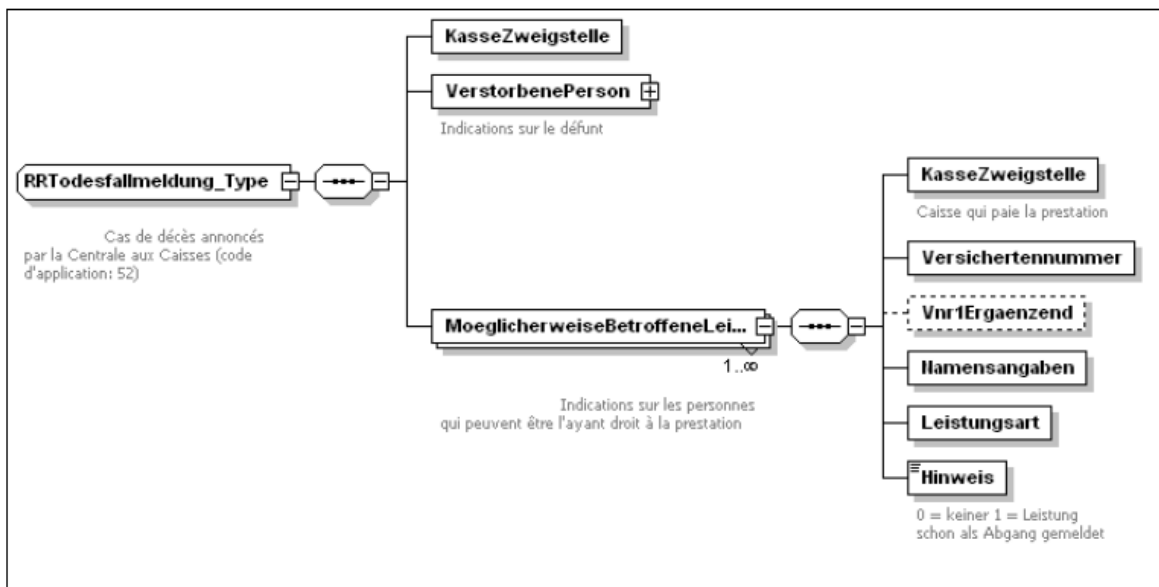 KasseZweigstelle
VerstorbenePerson
Indications sur le défunt
RRTodesfallmeldung_Type
Cas de décès annoncés
par la Centrale aux Caisses (code
d'application: 52)
MoeglicherweiseBetroffeneLei...
1..∞
Indications sur les personnes
qui peuvent être l'ayant droit à la prestation
KasseZweigstelle
Caisse qui paie la prestation
Versichertennummer
Vnr1Ergaenzend
Namensangaben
Leistungsart
Hinweis
0 = keiner 1 = Leistung
schon als Abgang gemeldet